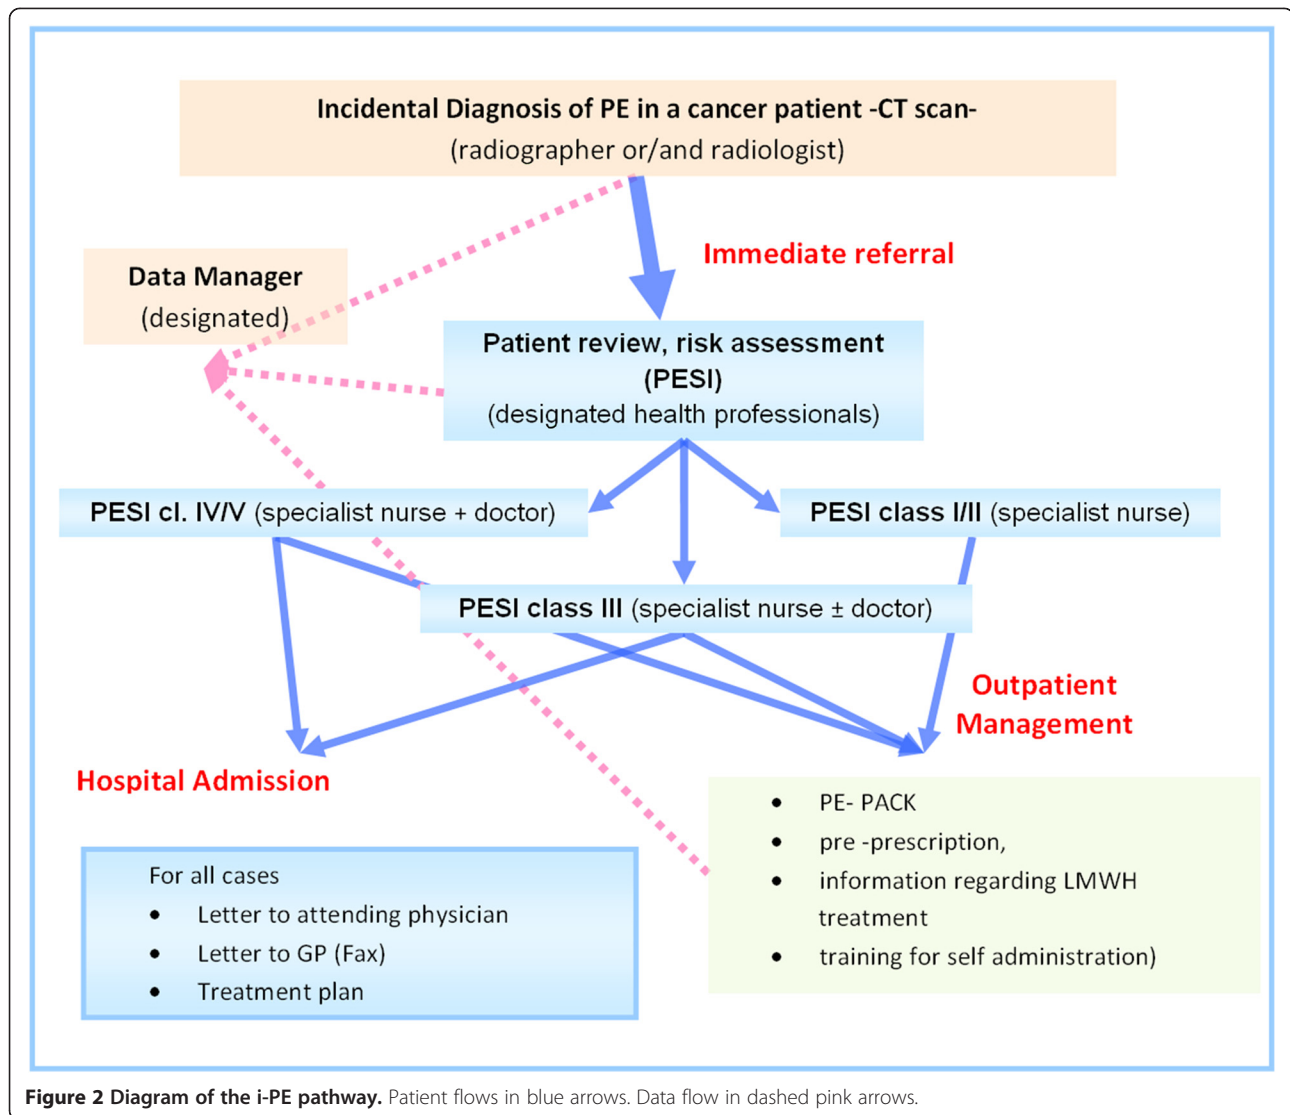 Incidental Diagnosis of PE in a cancer patient -CT scan-
(radiographer or/and radiologist)
Immediate referral
Data Manager
(designated)
Patient review, risk assessment
(PESI)
(designated health professionals)
PESI cl. IV/V (specialist nurse + doctor)
PESI class I/II (specialist nurse)
PESI class III (specialist nurse ± doctor)
Outpatient
Management
Hospital Admission
• PE- PACK
• pre -prescription,
• information regarding LMWH
treatment
• training for self administration)
For all cases
• Letter to attending physician
• Letter to GP (Fax)
• Treatment plan
Figure 2 Diagram of the i-PE pathway. Patient flows in blue arrows. Data flow in dashed pink arrows.